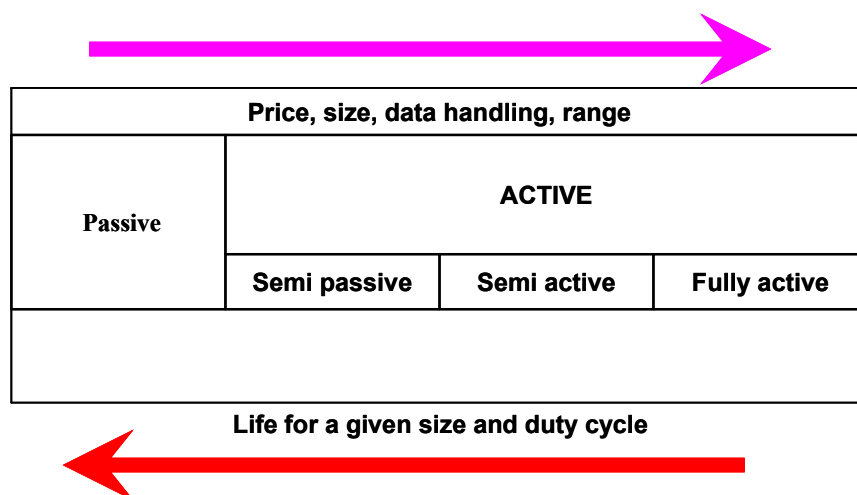 Price, size, data handling, range
Passive
ACTIVE
Semi passive
Semi active
Fully active
Life for a given size and duty cycle